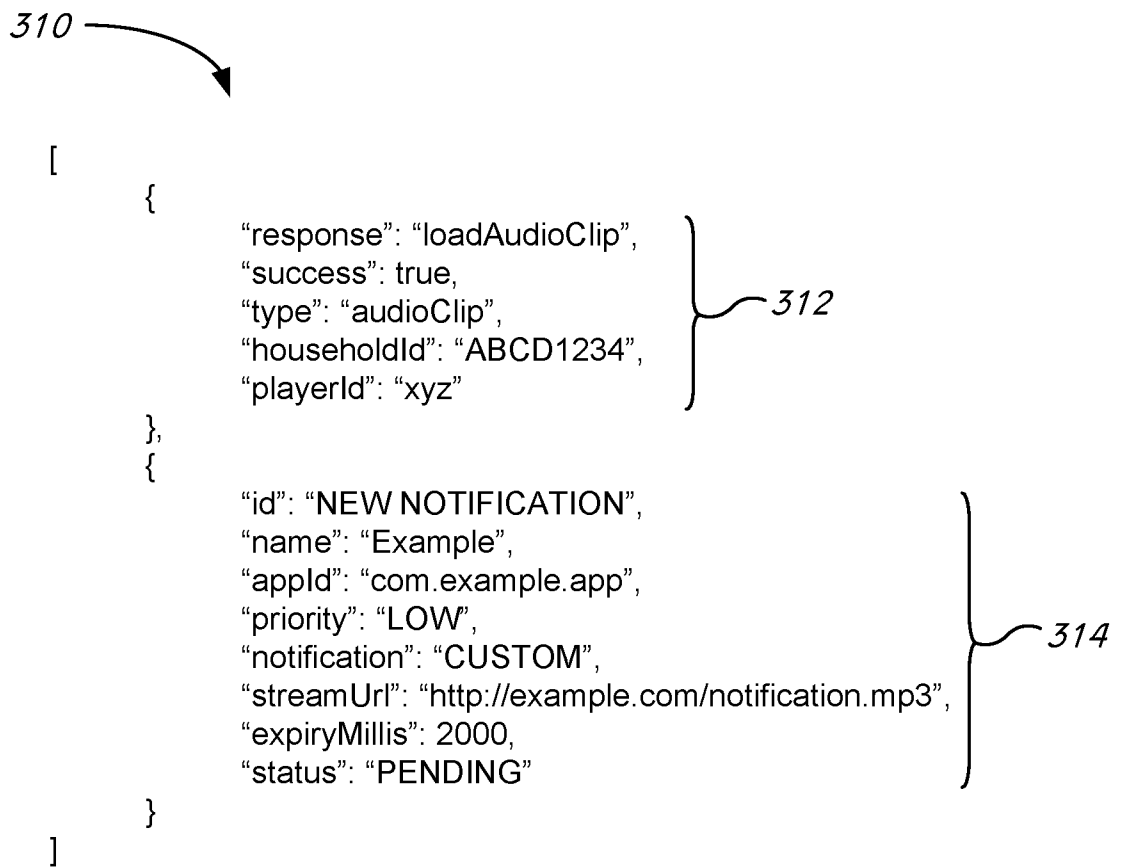 310
[
{
“response”: “loadAudioClip”,
“success”: true,
“type”: “audioClip”,
312
“householdId”: “ABCD1234”,
“playerId”: “xyz”
},
{
“id”: “NEW NOTIFICATION”,
“name”: “Example”,
“appId”: “com.example.app”,
“priority”: “LOW”,
314
“notification”: “CUSTOM”,
“streamUrl”: “http://example.com/notification.mp3”,
“expiryMillis”: 2000,
“status”: “PENDING”
}
]